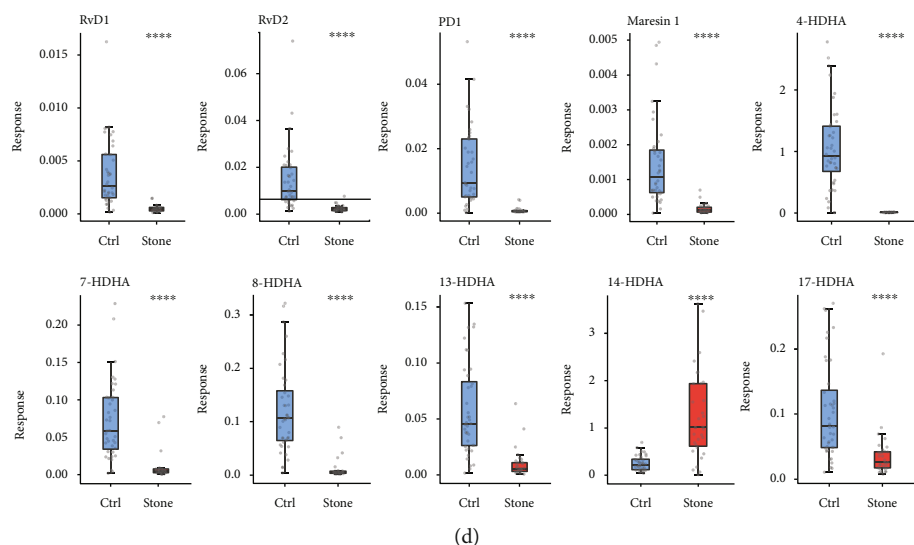 RvD1
RvD2
PD1
Maresin 1
4-HDHA
****
****
****
****
****
0.015
0.010
0.005
0.000
Response
Ctrl
Stone
0.06
0.04
0.02
0.00
Response
Ctrl
Stone
0.04
0.02
0.00
Response
Ctrl
Stone
0.005
0.004
0.003
0.002
0.001
0.000
Response
Ctrl
Stone
2
1
0
Response
Ctrl
Stone
7-HDHA
8-HDHA
13-HDHA
14-HDHA
17-HDHA
****
****
****
****
****
0.20
0.15
0.10
0.05
0.00
Response
Ctrl
Stone
0.3
0.2
0.1
0.0
Response
Ctrl
Stone
0.15
0.10
0.05
0.00
Response
Ctrl
Stone
3
2
1
0
Response
Ctrl
Stone
0.2
0.1
0.0
Response
Ctrl
Stone
(d)